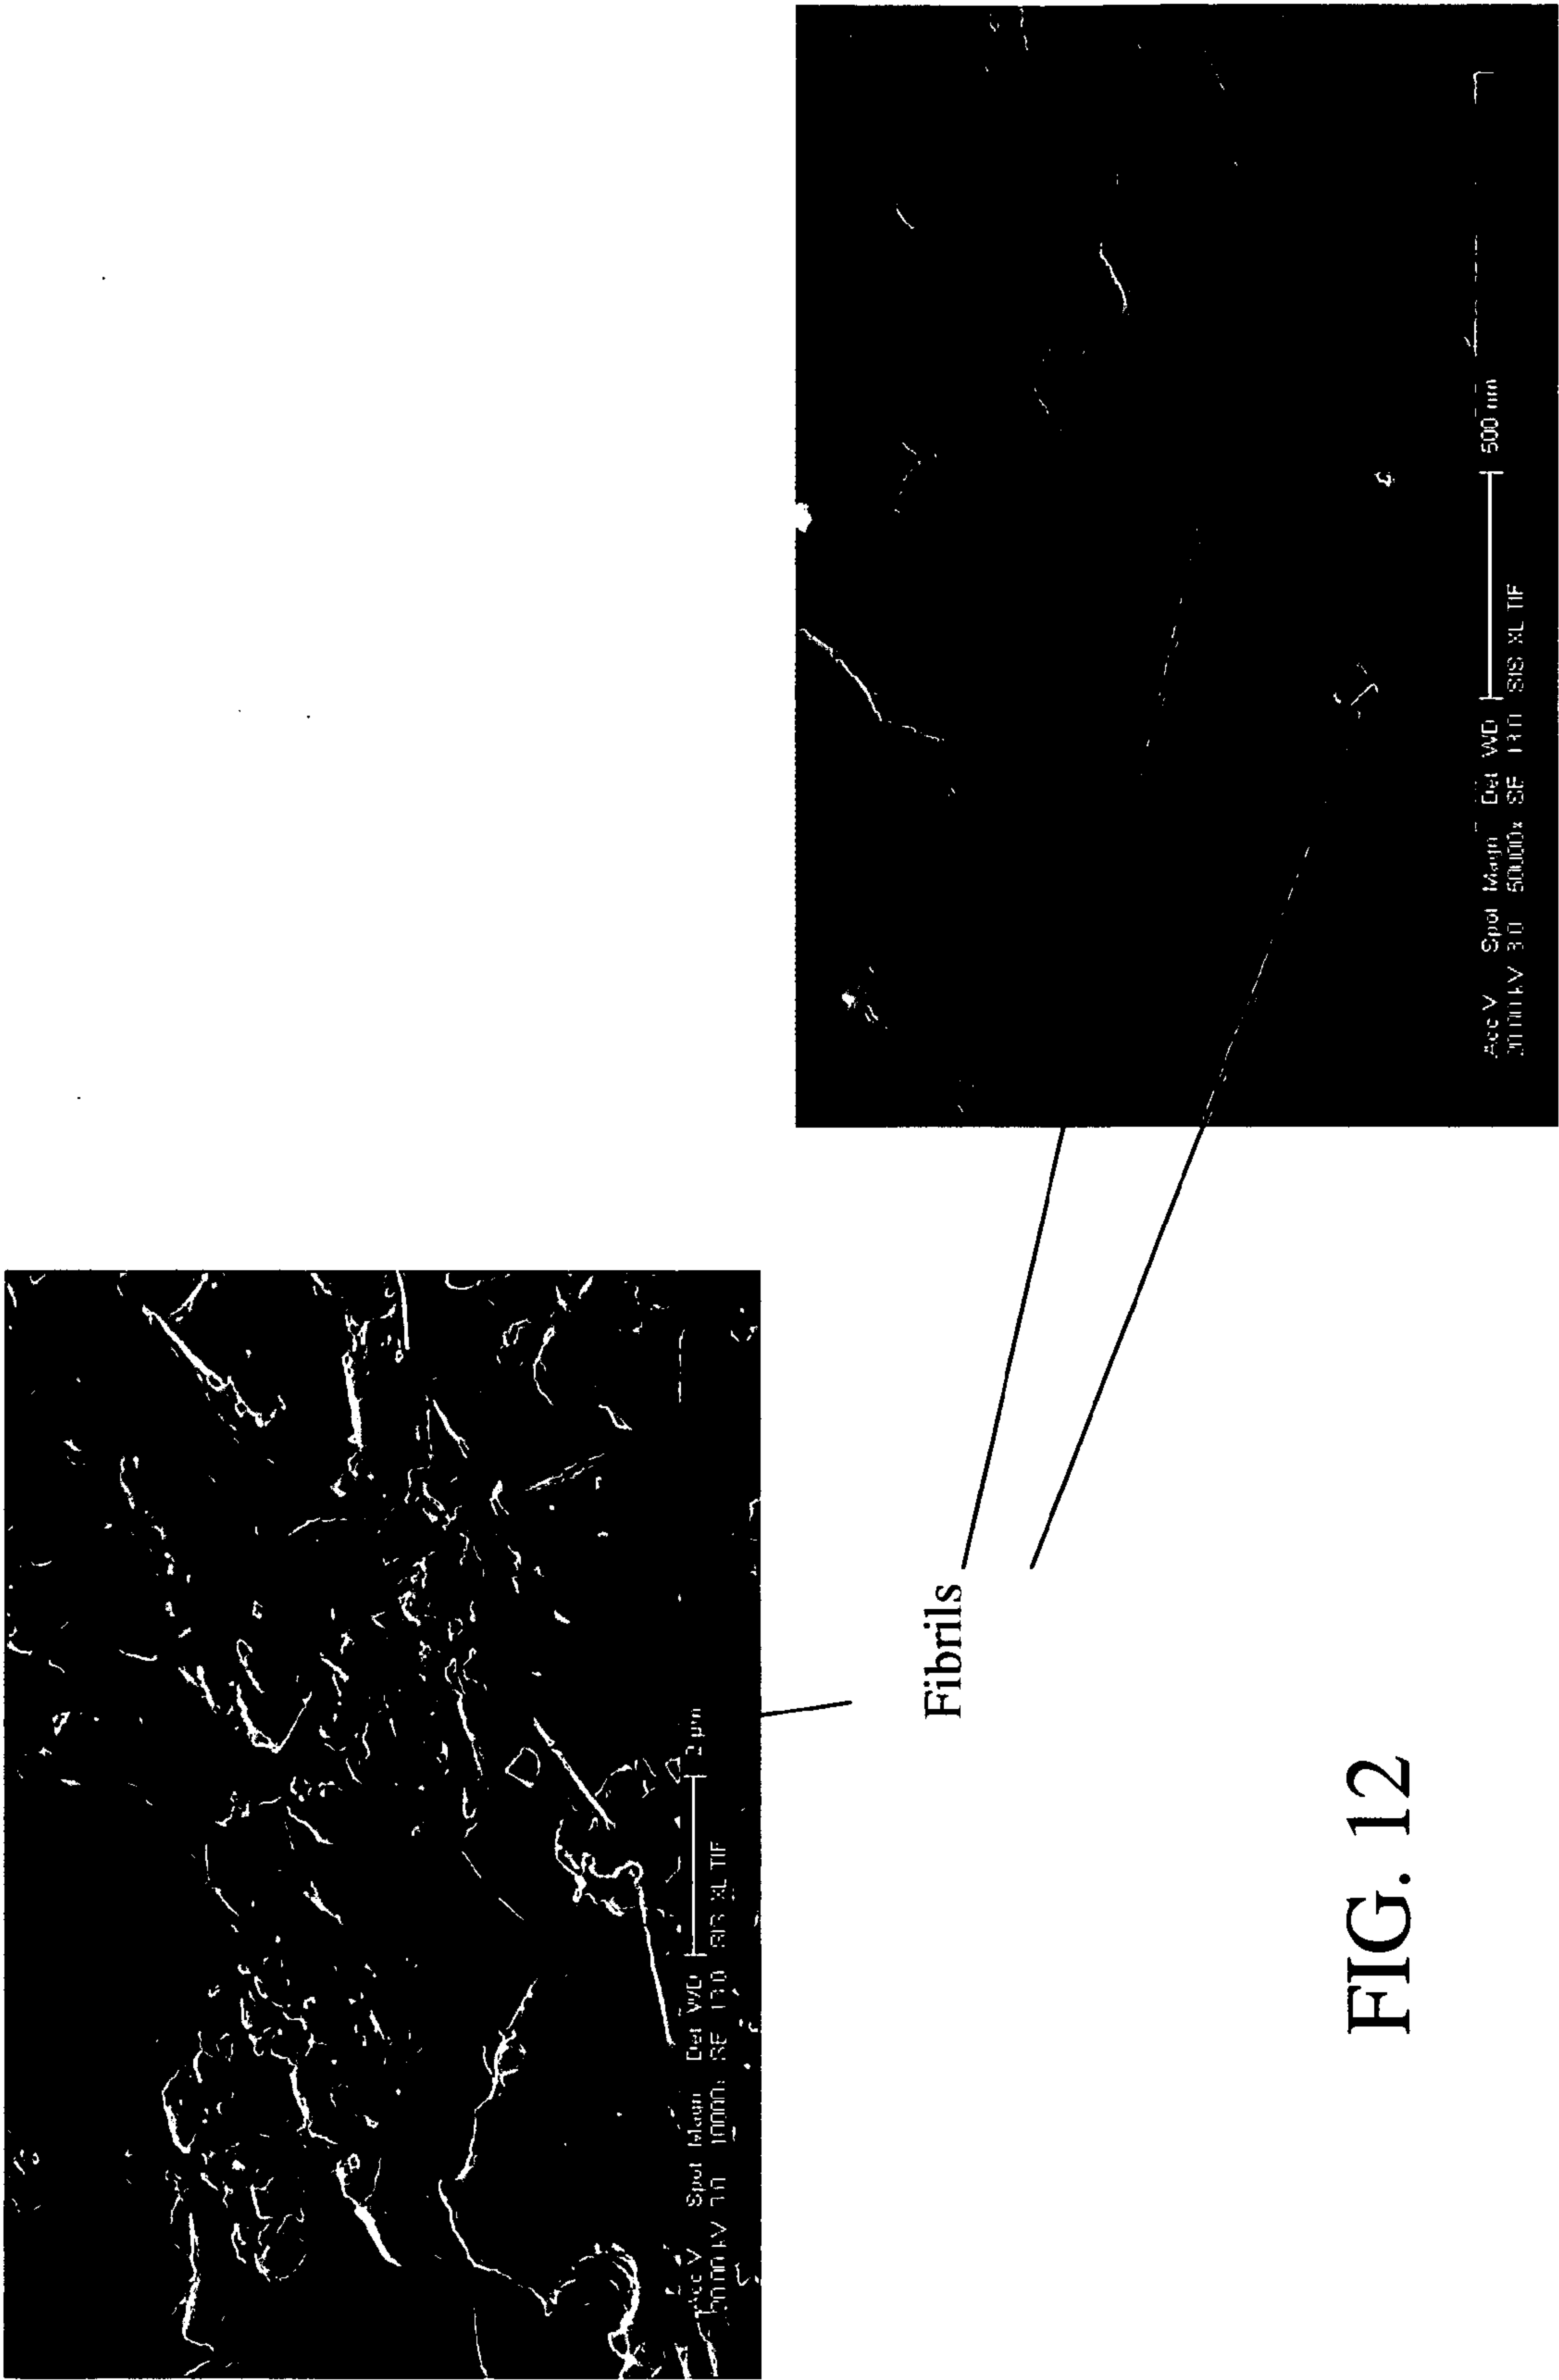 Acc.V Spot Magn Det WD 2 µm
20.00 kV 3.0 10000x SE 13.0 SIS XL TIF
Fibrils
Acc.V Spot Magn Det WD 500 nm
20.00 kV 3.0 50000x SE 13.0 SIS XL TIF
FIG. 12